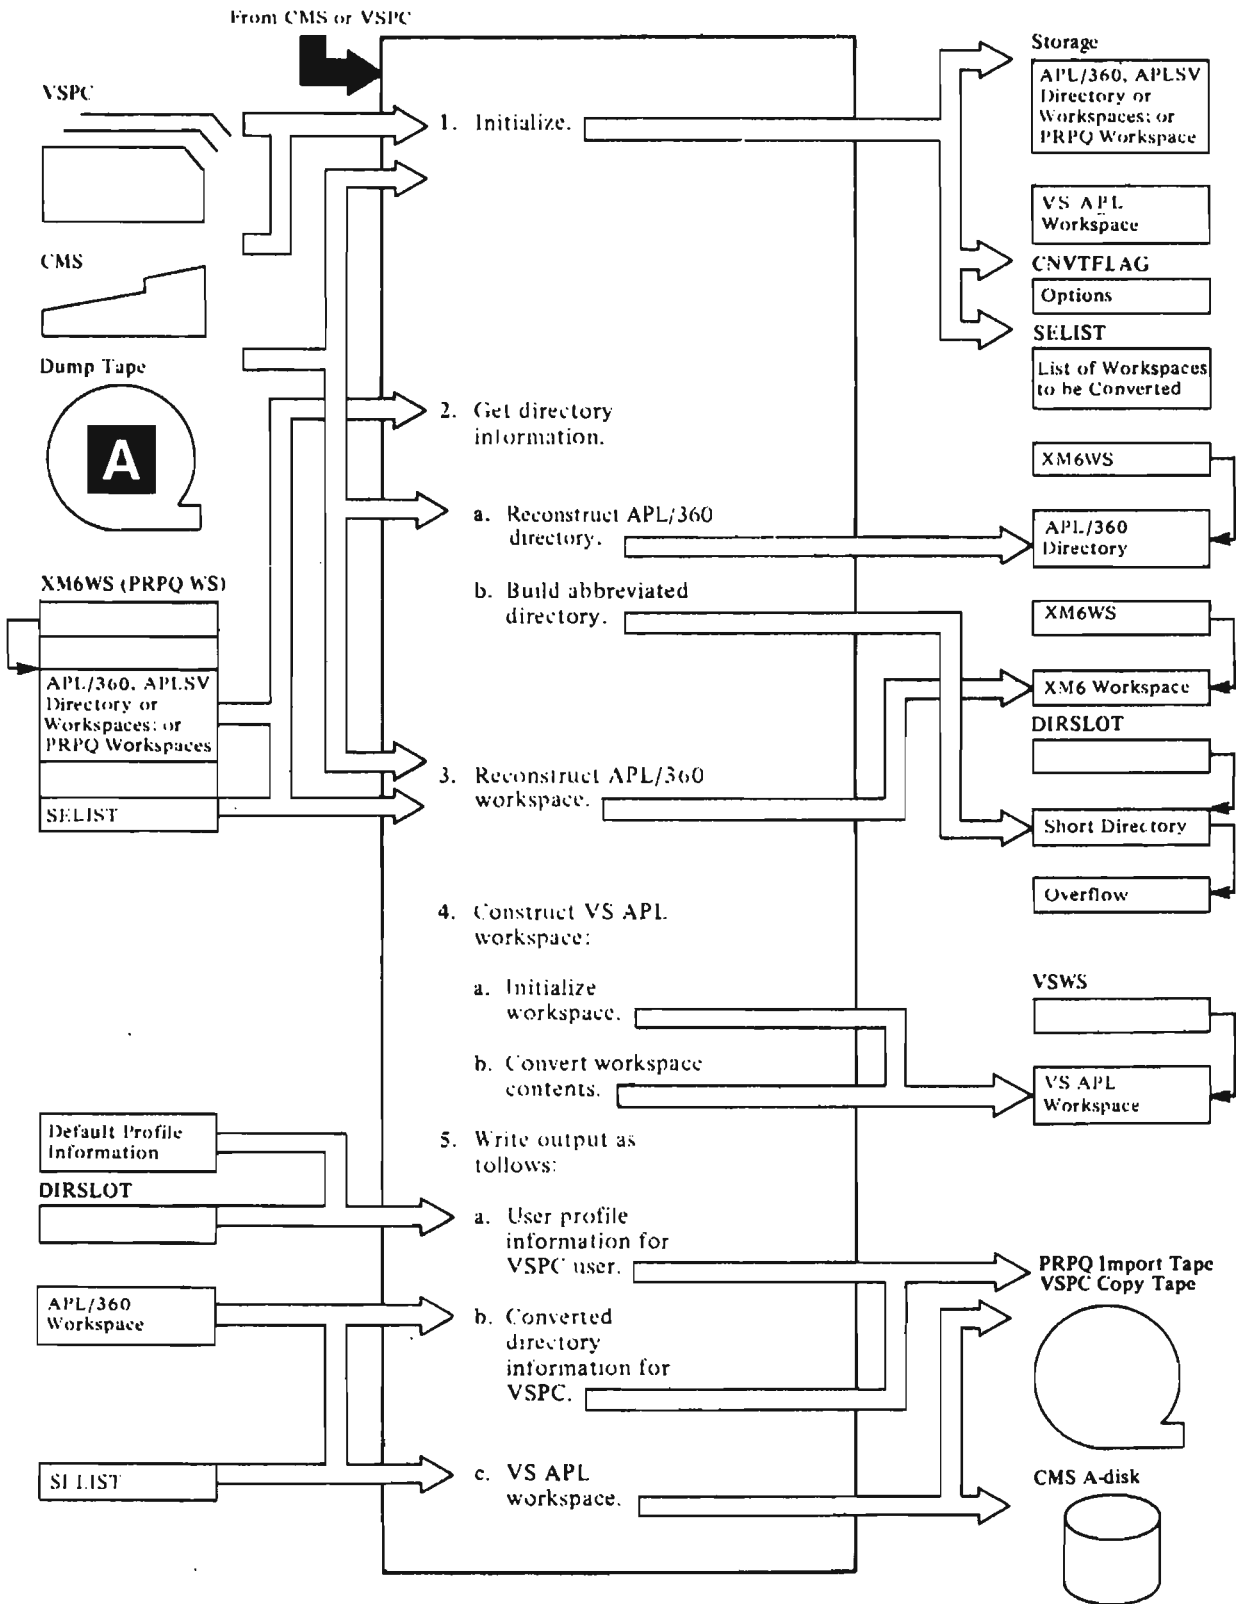 From CMS or VSPC
VSPC
CMS
Dump Tape
A
XM6WS (PRPQ WS)
APL/360, APLSV
Directory or
Workspaces; or
PRPQ Workspaces
SELIST
Default Profile
Information
DIRSLOT
APL/360
Workspace
SELIST
1. Initialize.
2. Get directory
information.
a. Reconstruct APL/360
directory.
b. Build abbreviated
directory.
3. Reconstruct APL/360
workspace.
4. Construct VS APL
workspace:
a. Initialize
workspace.
b. Convert workspace
contents.
5. Write output as
follows:
a. User profile
information for
VSPC user.
b. Converted
directory
information for
VSPC.
c. VS APL
workspace.
Storage
APL/360, APLSV
Directory or
Workspaces; or
PRPQ Workspace
VS APL
Workspace
CNVTFLAG
Options
SELIST
List of Workspaces
to be Converted
XM6WS
APL/360
Directory
XM6WS
XM6 Workspace
DIRSLOT
Short Directory
Overflow
VSWS
VS APL
Workspace
PRPQ Import Tape
VSPC Copy Tape
CMS A-disk